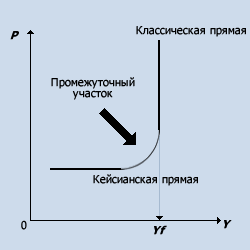 Классическая прямая
P
Промежуточный
участок
Кейсианская прямая
0
Yf
Y